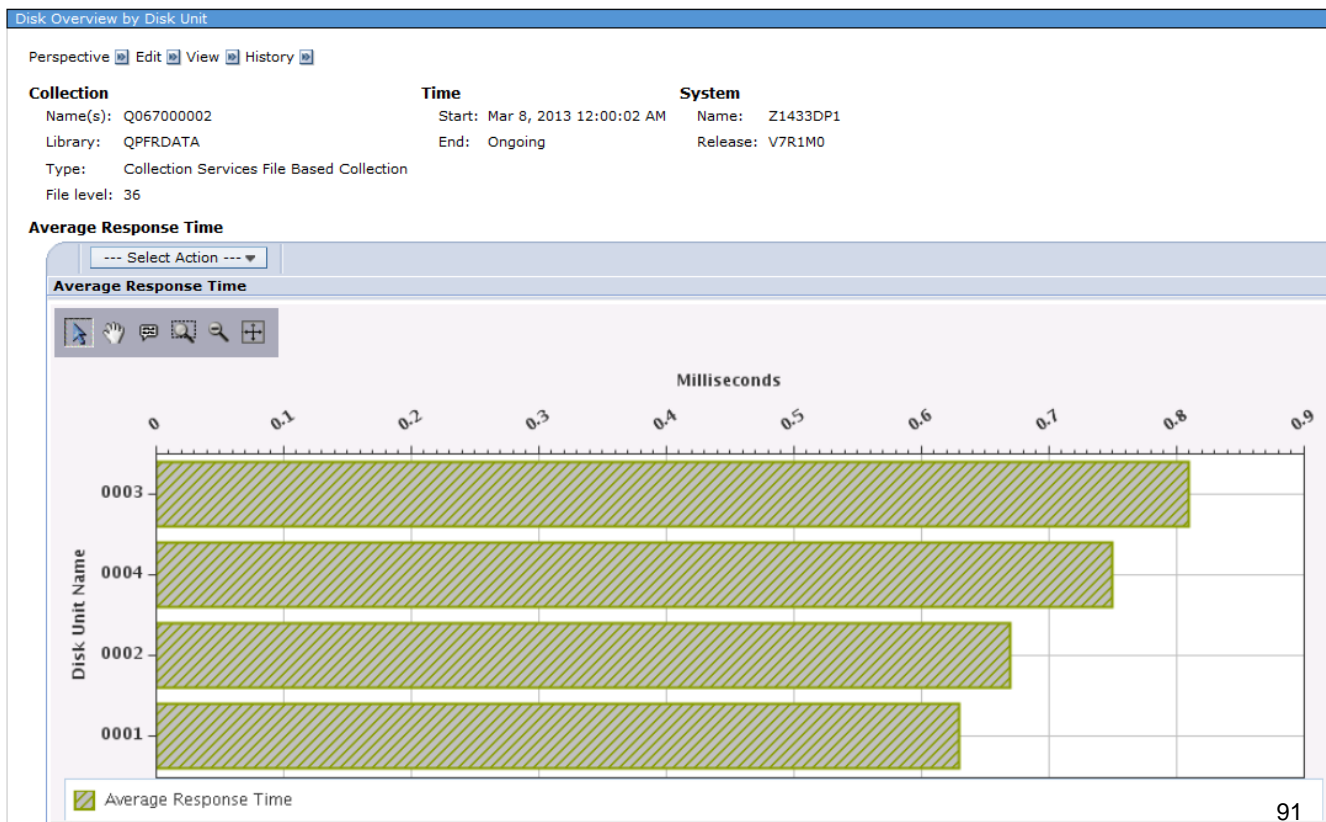 Disk Overview by Disk Unit
Perspective Edit View History
Collection Time System
Name(s): Q067000002 Start: Mar 8, 2013 12:00:02 AM Name: Z1433DP1
Library: QPFRDATA End: Ongoing Release: V7R1M0
Type: Collection Services File Based Collection
File level: 36
Average Response Time
--- Select Action ---
Average Response Time
Milliseconds
0 0.1 0.2 0.3 0.4 0.5 0.6 0.7 0.8 0.9
Disk Unit Name
0003
0004
0002
0001
Average Response Time
91